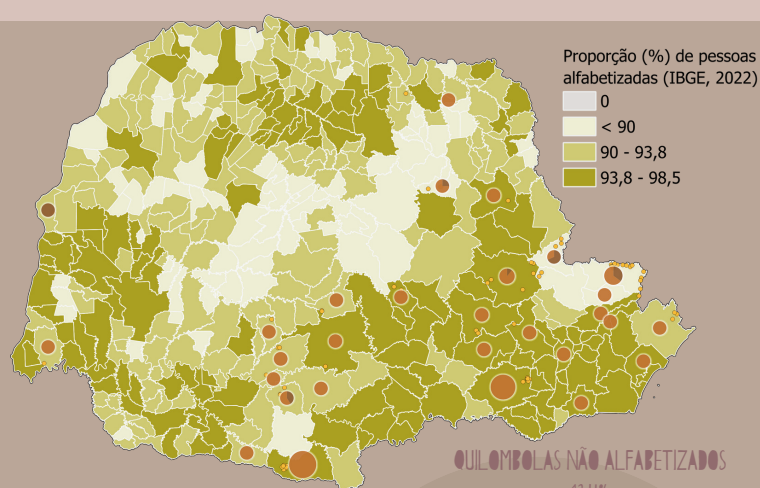 Proporção (%) de pessoas
alfabetizadas (IBGE, 2022)
0
< 90
90 - 93,8
93,8 - 98,5
QUILOMBOLAS NÃO ALFABETIZADOS